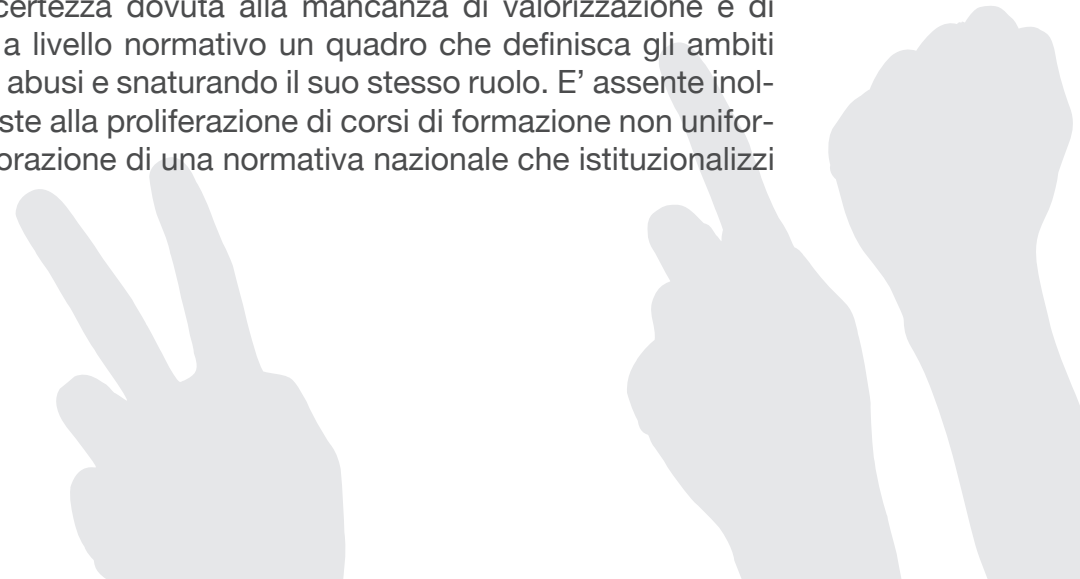 certezza dovuta alla mancanza di valorizzazione e di
a livello normativo un quadro che definisca gli ambiti
abusi e snaturando il suo stesso ruolo. E’ assente inol-
ste alla proliferazione di corsi di formazione non unifor-
orazione di una normativa nazionale che istituzionalizzi